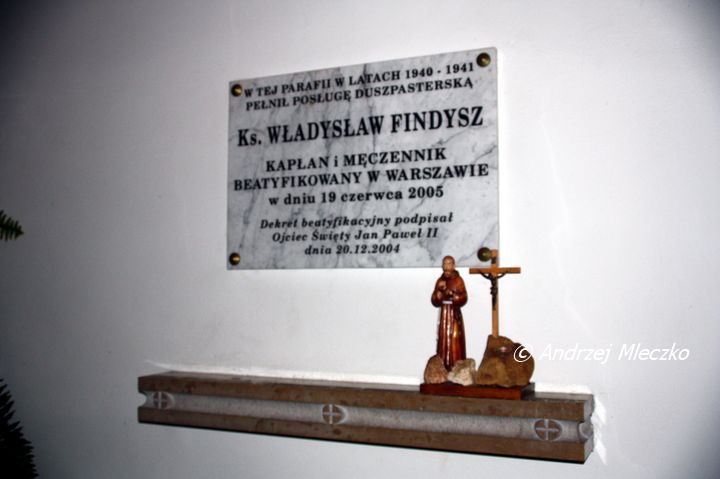 W TEJ PARAFII W LATACH 1940 - 1941
PEŁNIŁ POSŁUGĘ DUSZPASTERSKĄ
Ks. WŁADYSŁAW FINDYSZ
KAPŁAN i MĘCZENNIK
BEATYFIKOWANY W WARSZAWIE
w dniu 19 czerwca 2005
Dekret beatyfikacyjny podpisał
Ojciec Święty Jan Paweł II
dnia 20.12.2004
© Andrzej Mleczko